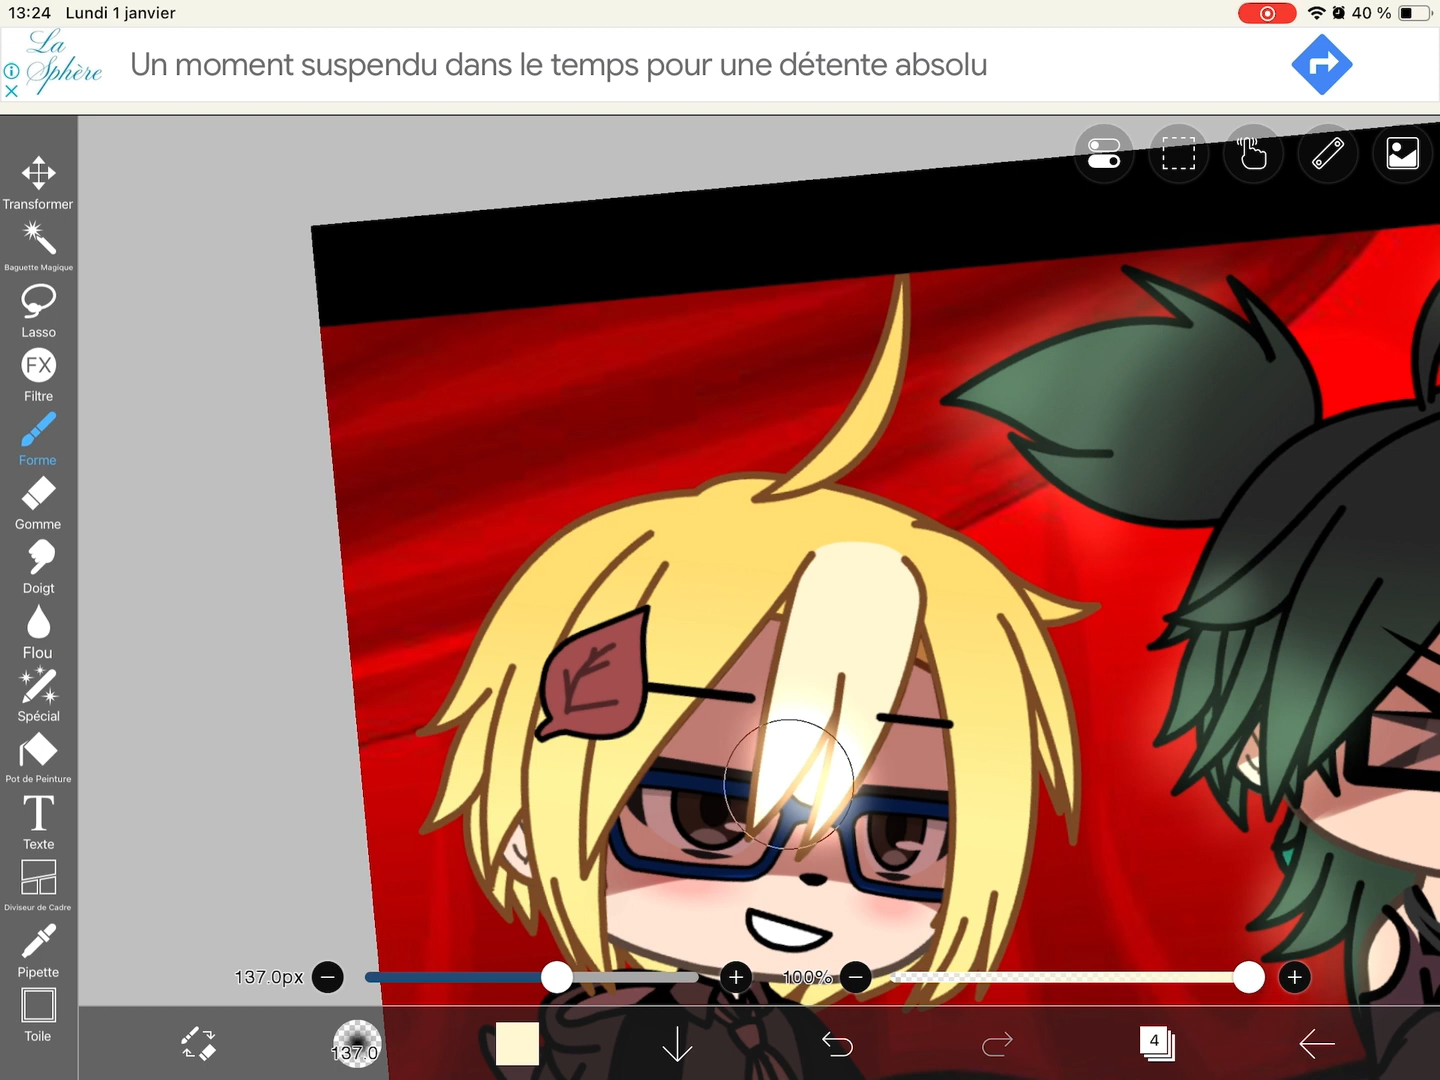 13:24 Lundi 1 janvier
40 %
La
Sphère
Un moment suspendu dans le temps pour une détente absolu
Transformer
Baguette Magique
Lasso
FX
Filtre
Forme
Gomme
Doigt
Flou
Spécial
Pot de Peinture
T
Texte
Diviseur de Cadre
Pipette
Toile
137.0px
100%
137.0
4